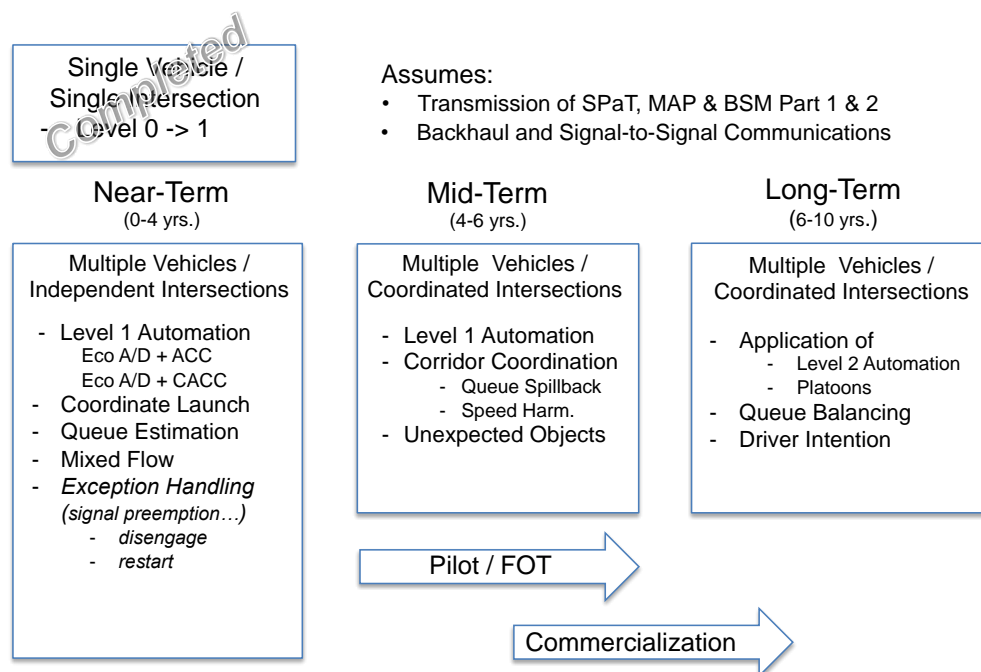 Single Vehicle /
Single Intersection
- Level 0 -> 1
Completed
Assumes:
• Transmission of SPaT, MAP & BSM Part 1 & 2
• Backhaul and Signal-to-Signal Communications
Near-Term
(0-4 yrs.)
Multiple Vehicles /
Independent Intersections
- Level 1 Automation
Eco A/D + ACC
Eco A/D + CACC
- Coordinate Launch
- Queue Estimation
- Mixed Flow
- Exception Handling
(signal preemption…)
- disengage
- restart
Mid-Term
(4-6 yrs.)
Multiple Vehicles /
Coordinated Intersections
- Level 1 Automation
- Corridor Coordination
- Queue Spillback
- Speed Harm.
- Unexpected Objects
Long-Term
(6-10 yrs.)
Multiple Vehicles /
Coordinated Intersections
- Application of
- Level 2 Automation
- Platoons
- Queue Balancing
- Driver Intention
Pilot / FOT
Commercialization